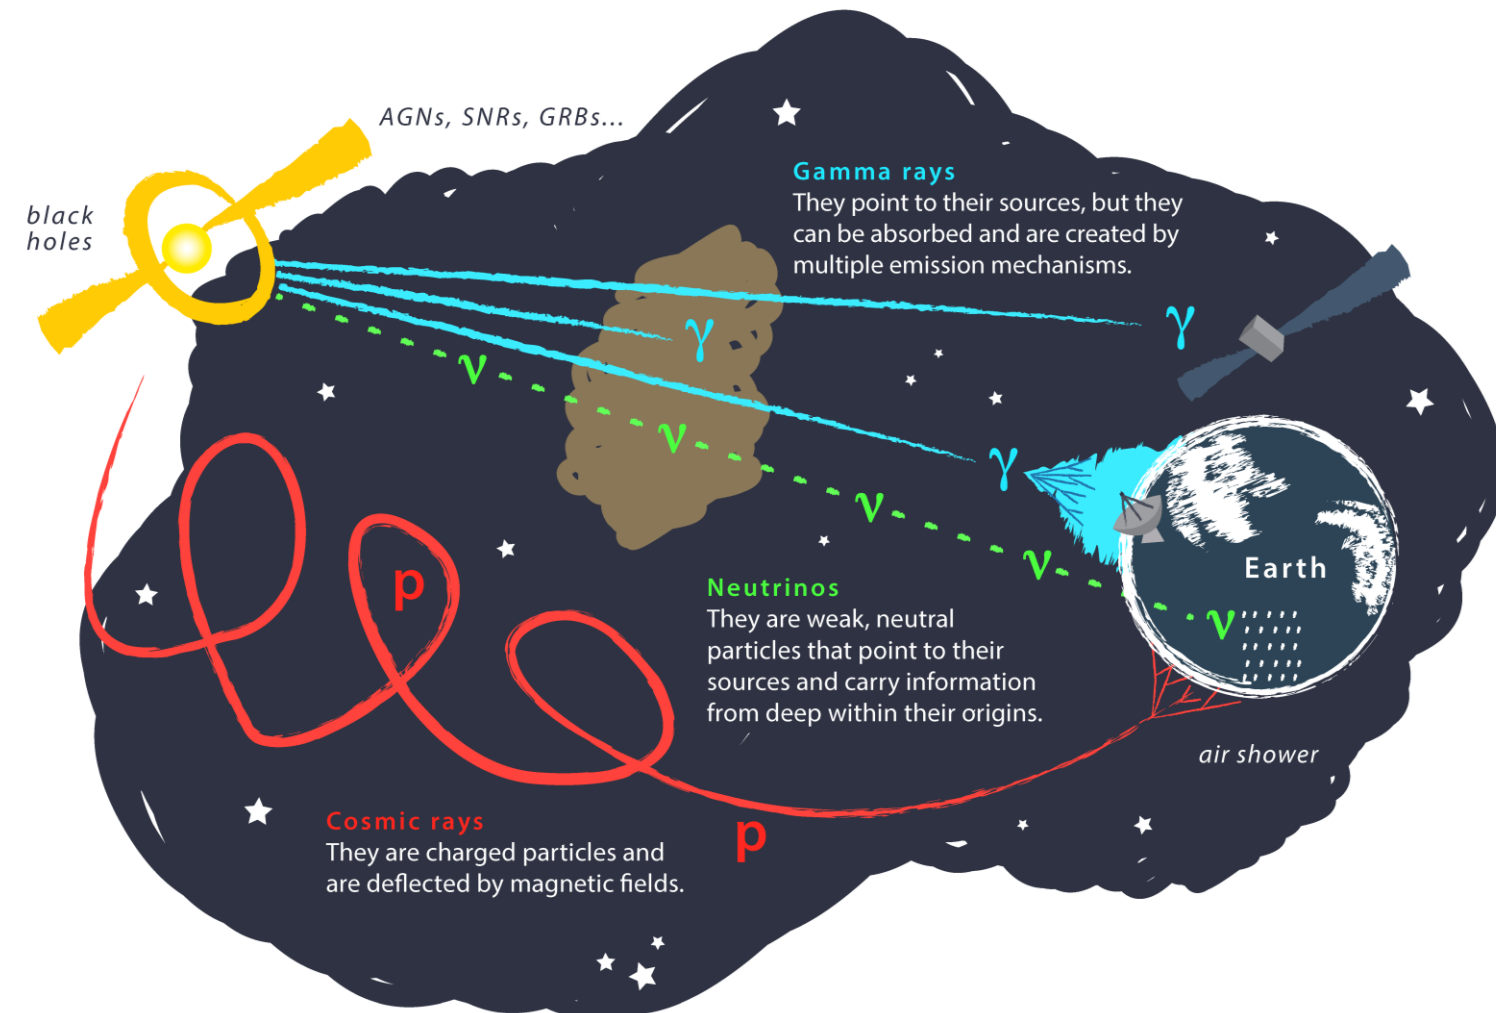 AGNs, SNRs, GRBs...
black
holes
Gamma rays
They point to their sources, but they
can be absorbed and are created by
multiple emission mechanisms.
γ
γ
ν
ν
γ
ν
ν
p
Earth
Neutrinos
They are weak, neutral
particles that point to their
sources and carry information
from deep within their origins.
ν
air shower
Cosmic rays
They are charged particles and
are deflected by magnetic fields.
p